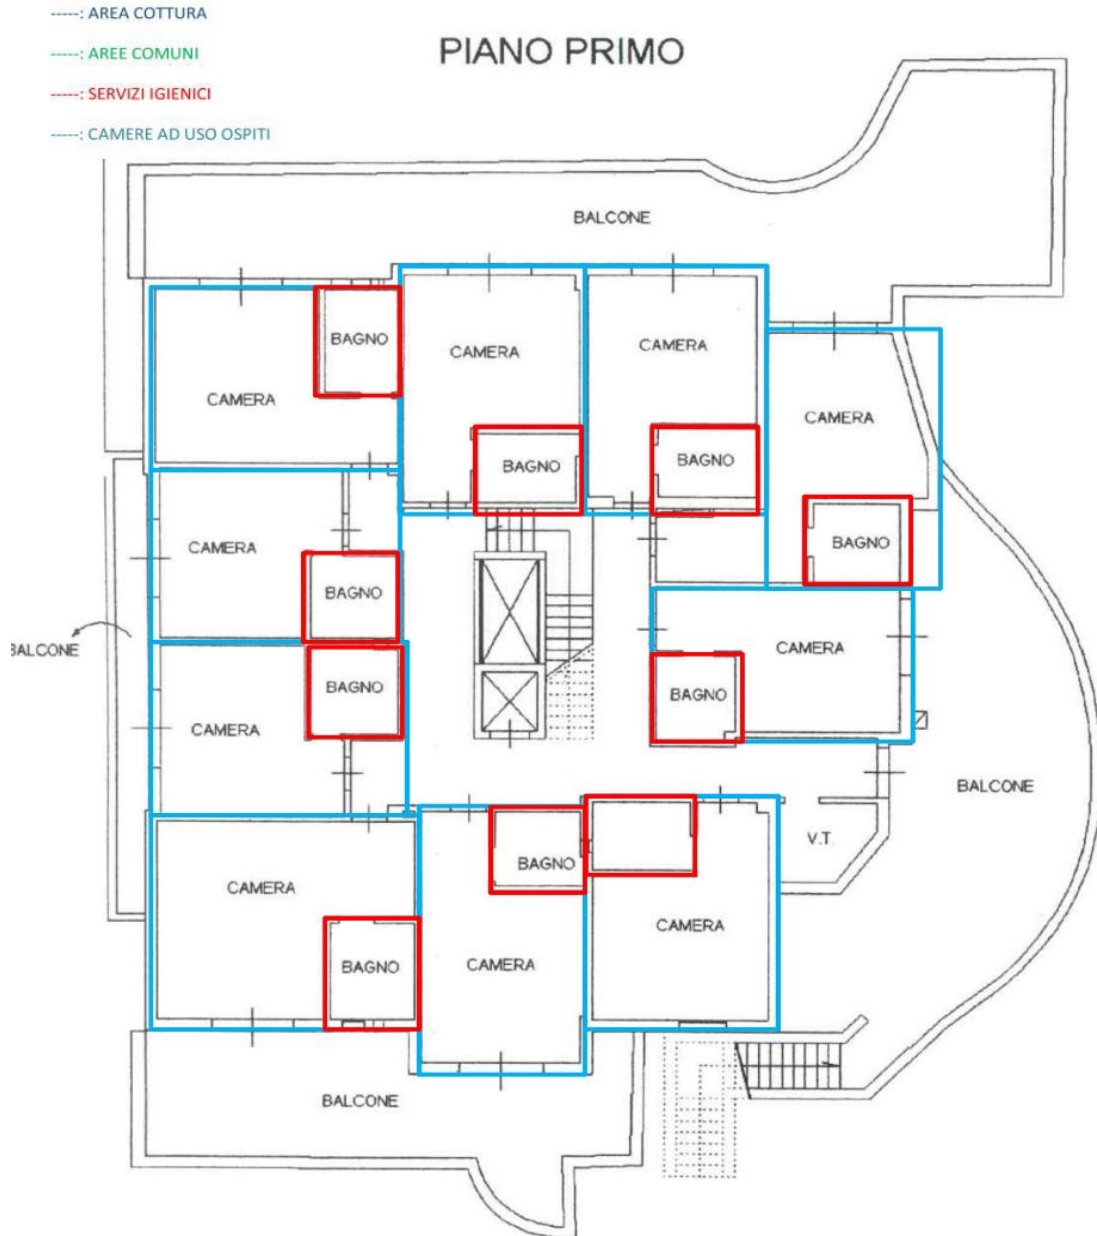 -----: AREA COTTURA
-----: AREE COMUNI
PIANO PRIMO
-----: SERVIZI IGIENICI
-----: CAMERE AD USO OSPITI
BALCONE
BAGNO
CAMERA
CAMERA
CAMERA
CAMERA
BAGNO
BAGNO
BAGNO
CAMERA
BAGNO
BALCONE
CAMERA
BAGNO
BAGNO
CAMERA
BALCONE
V.T.
BAGNO
CAMERA
CAMERA
BAGNO
CAMERA
BALCONE